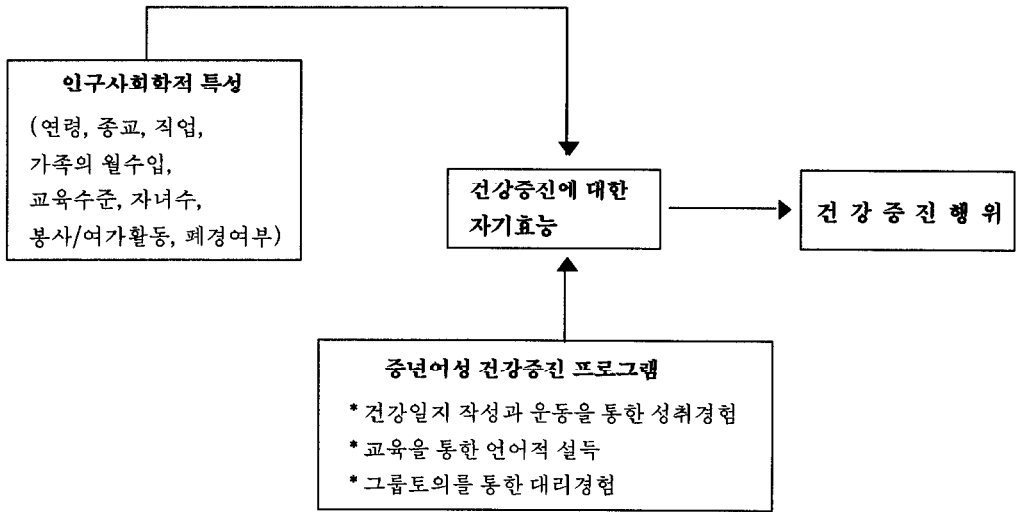 인구사회학적 특성
(연령, 종교, 직업,
가족의 월수입,
교육수준, 자녀수,
봉사/여가활동, 폐경여부)
건강증진에 대한
자기효능
건 강 증 진 행 위
중년여성 건강증진 프로그램
* 건강일지 작성과 운동을 통한 성취경험
* 교육을 통한 언어적 설득
* 그룹토의를 통한 대리경험